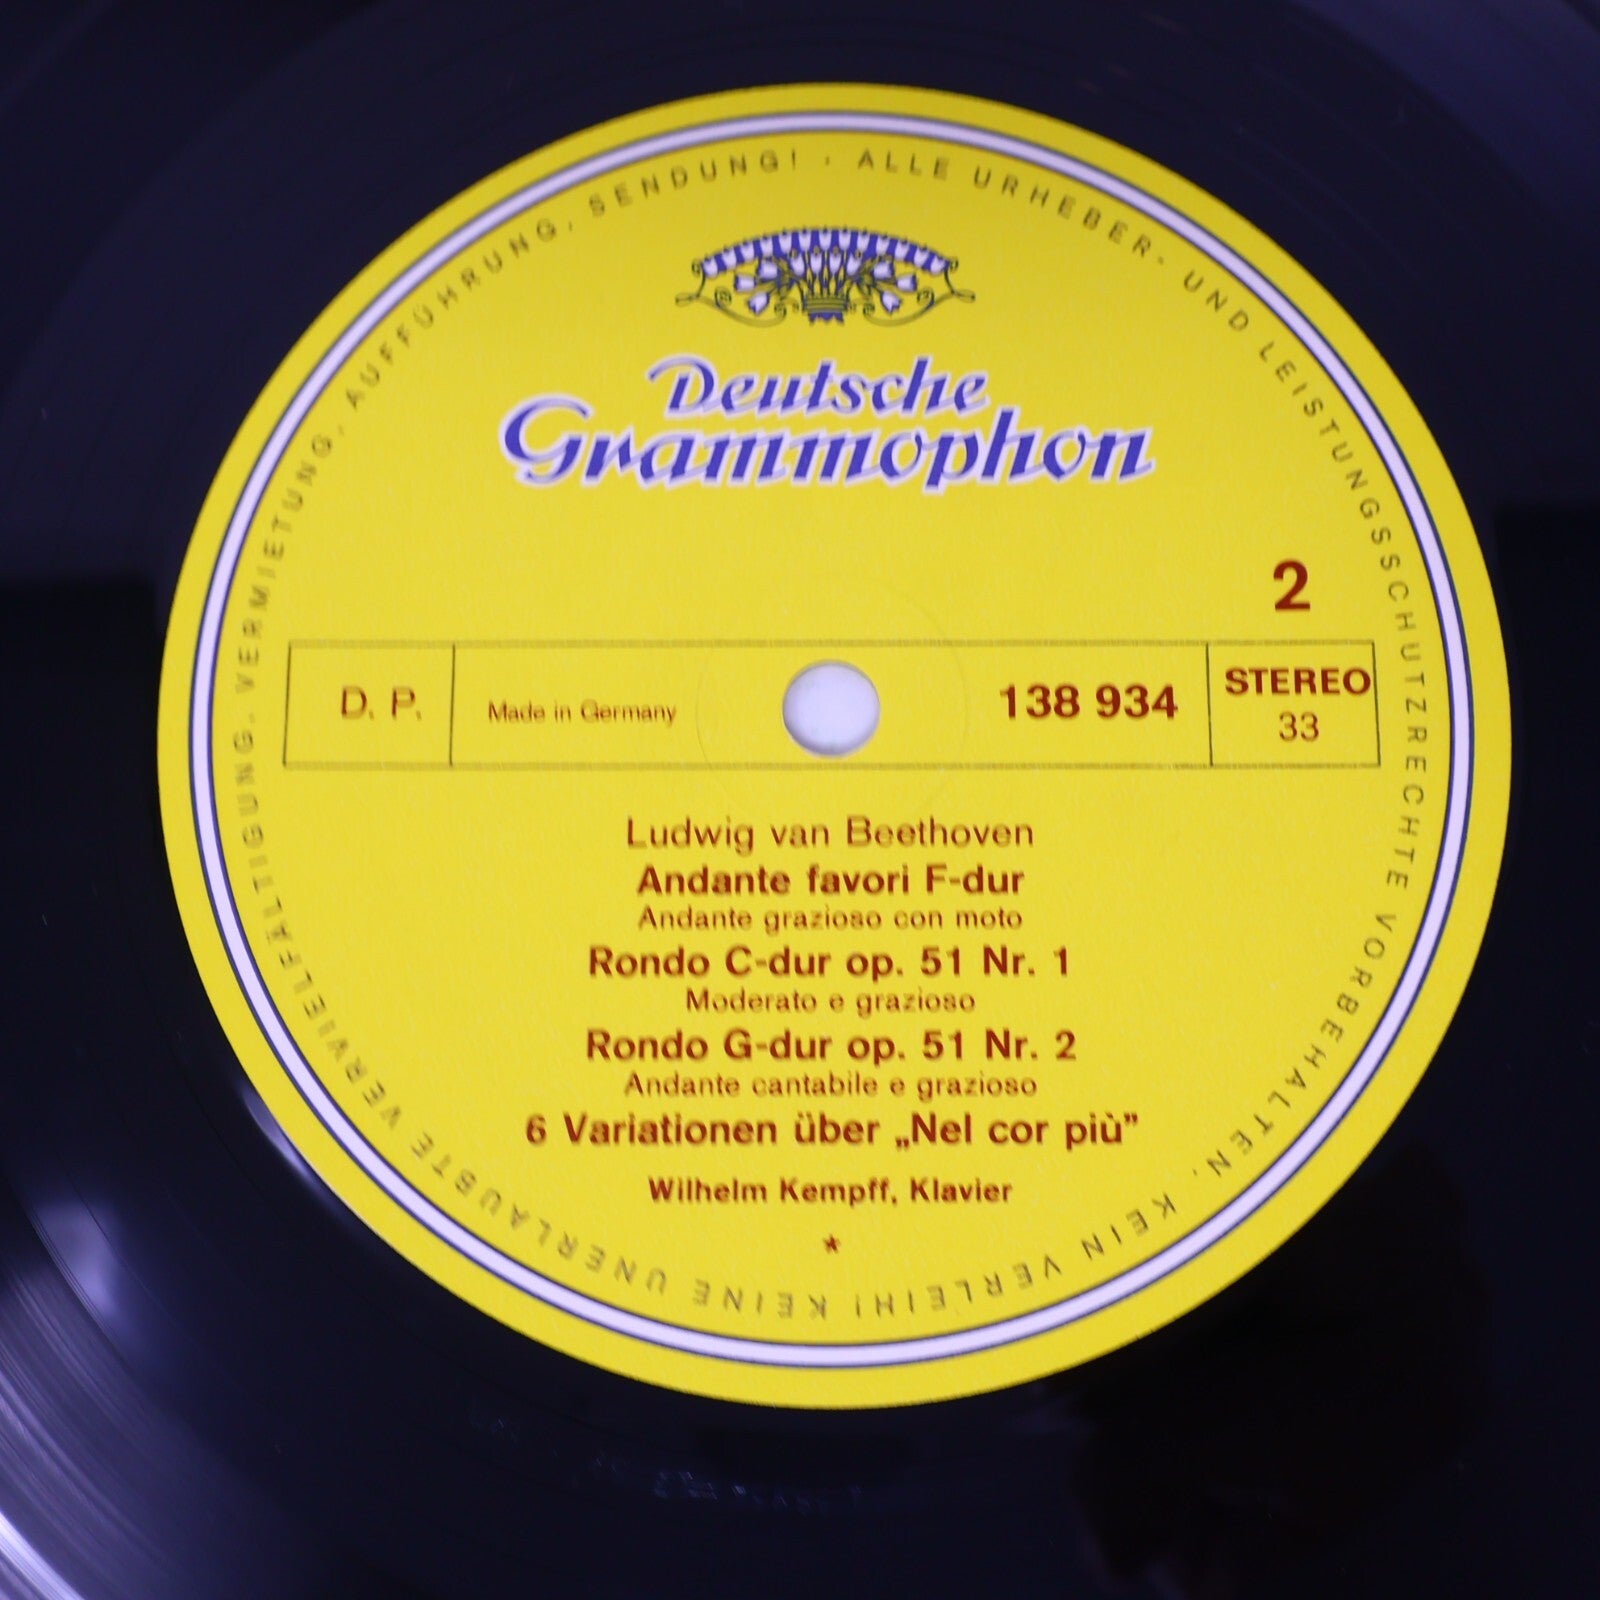 Deutsche
Grammophon
2
D. P.
Made in Germany
138 934
STEREO
33
Ludwig van Beethoven
Andante favori F-dur
Andante grazioso con moto
Rondo C-dur op. 51 Nr. 1
Moderato e grazioso
Rondo G-dur op. 51 Nr. 2
Andante cantabile e grazioso
6 Variationen über „Nel cor più”
Wilhelm Kempff, Klavier
*
ALLE URHEBER- UND LEISTUNGSSCHUTZRECHTE VORBEHALTEN. KEIN VERLEIH! KEINE UNERLAUBTE VERVIELFÄLTIGUNG, VERMIETUNG, AUFFÜHRUNG, SENDUNG! ·